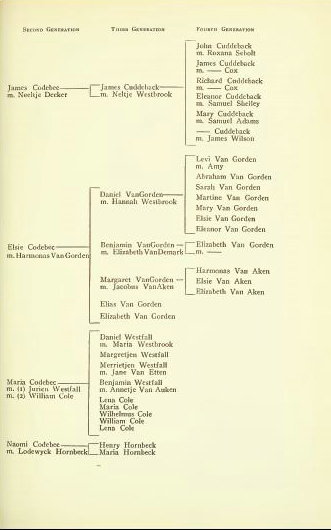 SECOND GENERATION THIRD GENERATION FOURTH GENERATION
John Cuddeback
m. Roxana Seholt
James Cuddeback
m. —— Cox
James Codebec James Cuddeback Richard Cuddeback
m. Neeltje Decker m. Neltje Westbrook m. —— Cox
Eleanor Cuddeback
m. Samuel Shelley
Mary Cuddeback
m. Samuel Adams
—— Cuddeback
m. James Wilson
Levi Van Gorden
m. Amy
Abraham Van Gorden
Sarah Van Gorden
Daniel VanGorden Martine Van Gorden
m. Hannah Westbrook
Mary Van Gorden
Elsie Van Gorden
Eleanor Van Gorden
Elsie Codebec Benjamin VanGorden Elizabeth Van Gorden
m. Harmonas Van Gorden m. Elizabeth VanDemark m. ——
Harmonas Van Aken
Margaret VanGorden Elsie Van Aken
m. Jacobus VanAken Elizabeth Van Aken
Elias Van Gorden
Elizabeth Van Gorden
Daniel Westfall
m. Maria Westbrook
Margretjen Westfall
Merrietjen Westfall
m. Jane Van Etten
Maria Codebec Benjamin Westfall
m. (1) Jurien Westfall m. Annetje Van Auken
m. (2) William Cole
Lena Cole
Maria Cole
Wilhelmus Cole
William Cole
Lena Cole
Naomi Codebec Henry Hornbeck
m. Lodewyck Hornbeck Maria Hornbeck